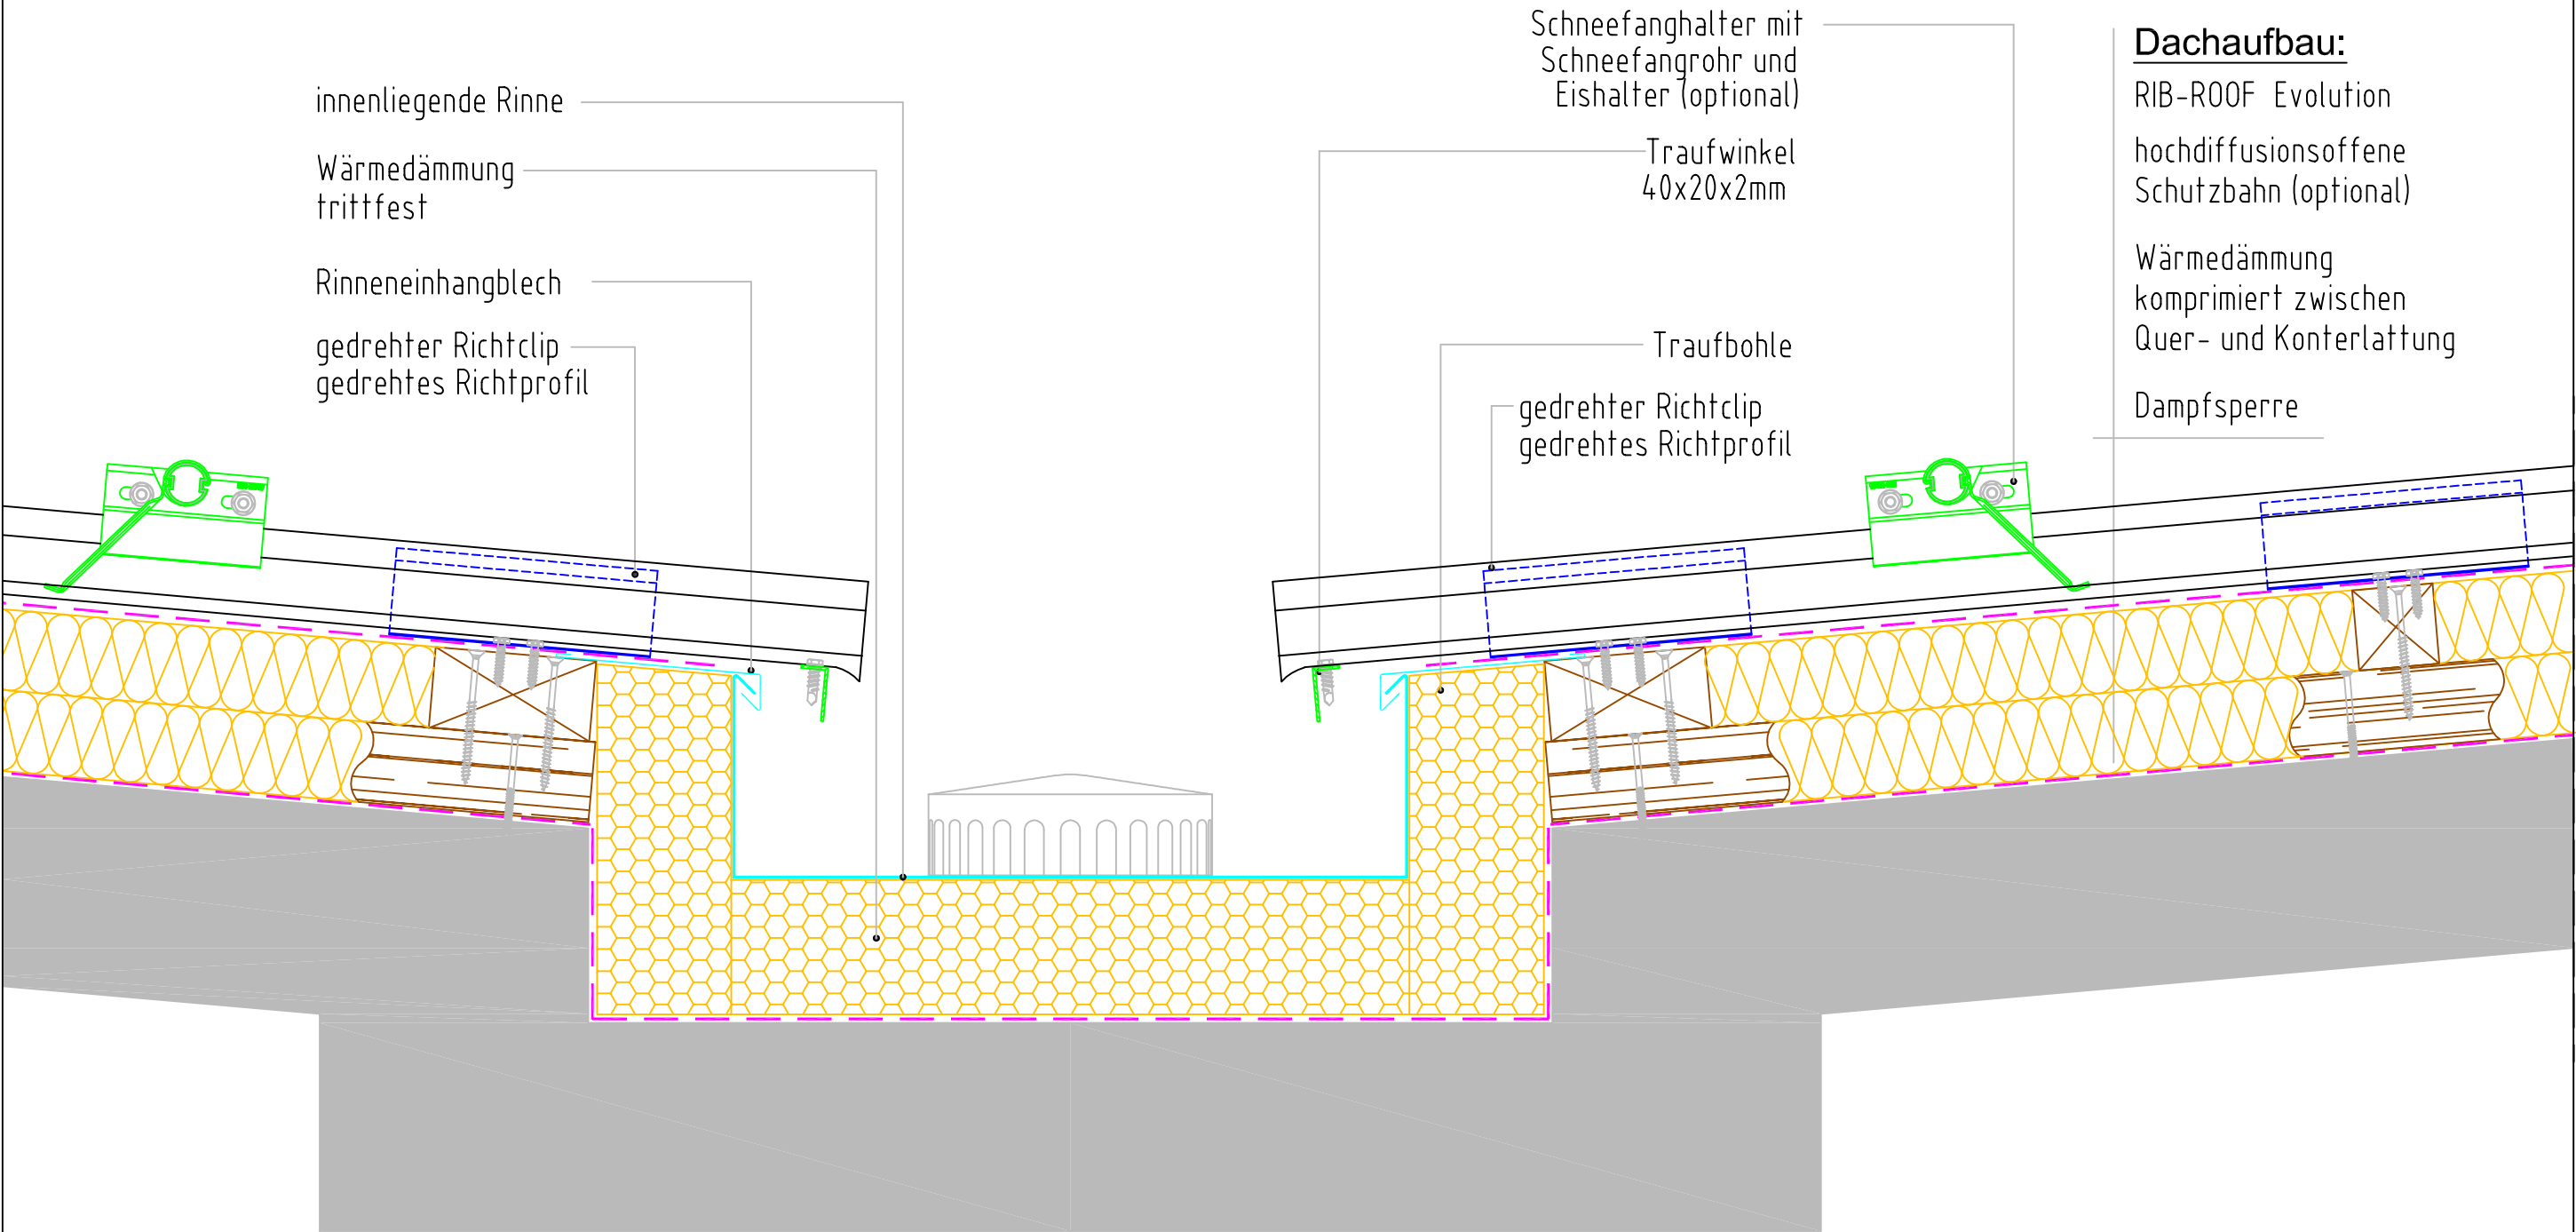 innenliegende Rinne
Wärmedämmung
trittfest
Rinneneinhangblech
gedrehter Richtclip
gedrehtes Richtprofil
Schneefanghalter mit
Schneefangrohr und
Eishalter (optional)
Traufwinkel
40x20x2mm
Traufbohle
gedrehter Richtclip
gedrehtes Richtprofil
Dachaufbau:
RIB-ROOF Evolution
hochdiffusionsoffene
Schutzbahn (optional)
Wärmedämmung
komprimiert zwischen
Quer- und Konterlattung
Dampfsperre